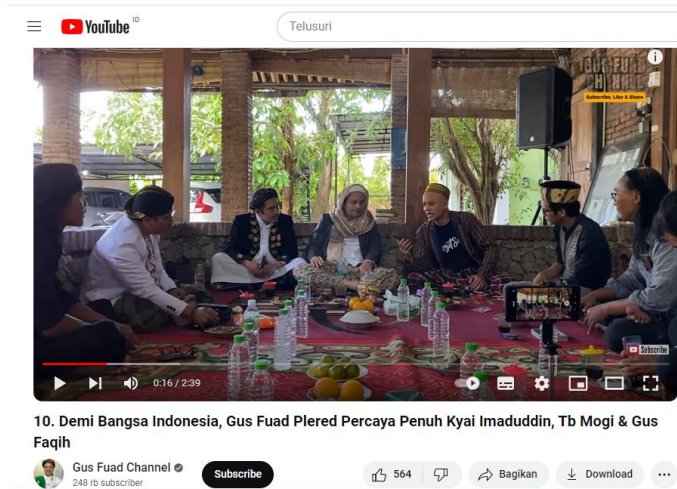 YouTube ID
Telusuri
GUS FUAD
Subscribe, Like & Share
Subscribe
0:16 / 2:39
10. Demi Bangsa Indonesia, Gus Fuad Plered Percaya Penuh Kyai Imaduddin, Tb Mogi & Gus
Faqih
Gus Fuad Channel
248 rb subscriber
Subscribe
564
Bagikan
Download